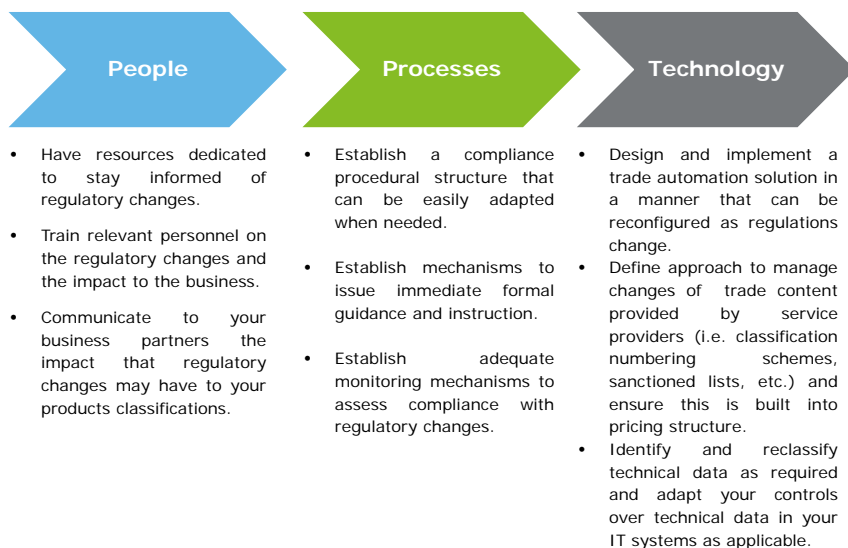 People
• Have resources dedicated
to stay informed of
regulatory changes.
• Train relevant personnel on
the regulatory changes and
the impact to the business.
• Communicate to your
business partners the
impact that regulatory
changes may have to your
products classifications.
Processes
• Establish a compliance
procedural structure that
can be easily adapted
when needed.
• Establish mechanisms to
issue immediate formal
guidance and instruction.
• Establish adequate
monitoring mechanisms to
assess compliance with
regulatory changes.
Technology
• Design and implement a
trade automation solution in
a manner that can be
reconfigured as regulations
change.
• Define approach to manage
changes of trade content
provided by service
providers (i.e. classification
numbering schemes,
sanctioned lists, etc.) and
ensure this is built into
pricing structure.
• Identify and reclassify
technical data as required
and adapt your controls
over technical data in your
IT systems as applicable.